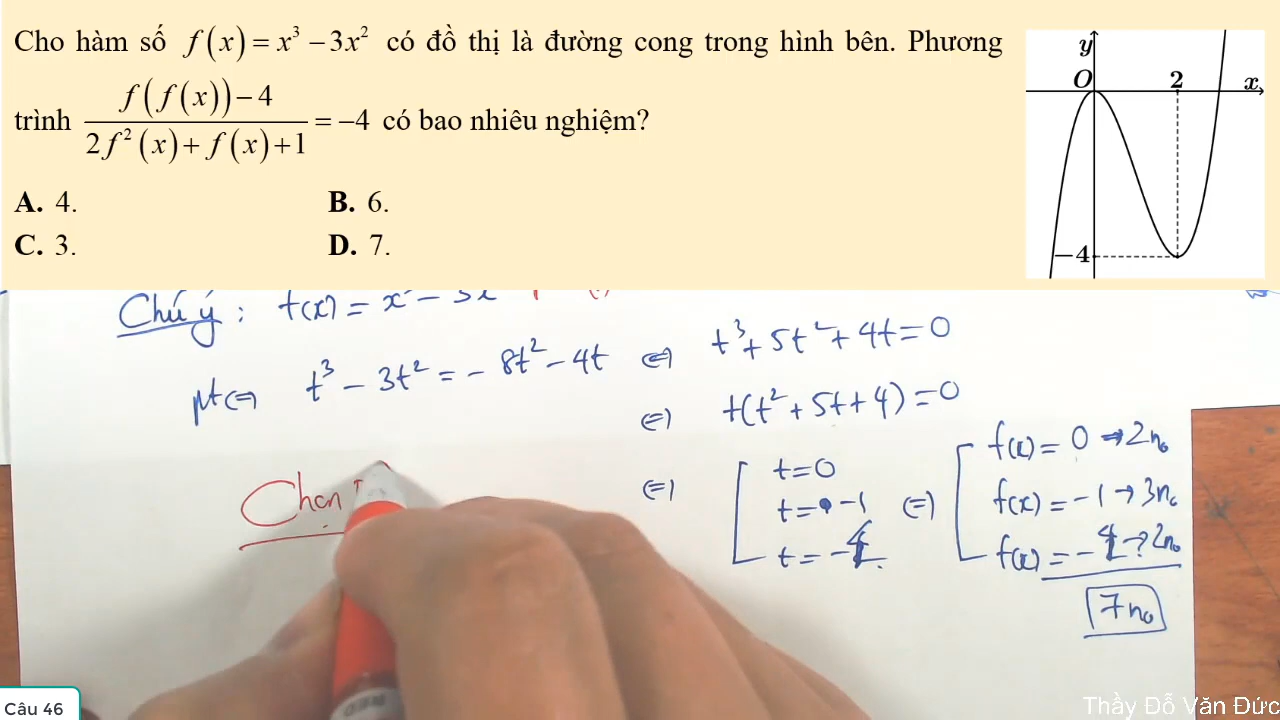 Cho hàm số f(x) = x³ − 3x² có đồ thị là đường cong trong hình bên. Phương
trình (f(f(x)) − 4)/(2f²(x) + f(x) + 1) = −4 có bao nhiêu nghiệm?
A. 4. B. 6.
C. 3. D. 7.
y
O 2 x
−4
Chú ý :
pt ⇔ t³ − 3t² = − 8t² − 4t ⇔ t³ + 5t² + 4t = 0
⇔ t(t² + 5t + 4) = 0
⇔ t = 0
t = −1
t = −4
⇔ f(x) = 0 → 2n₀
f(x) = −1 → 3n₀
f(x) = −4 → 2n₀
7n₀
Chọn
Câu 46
Thầy Đỗ Văn Đức